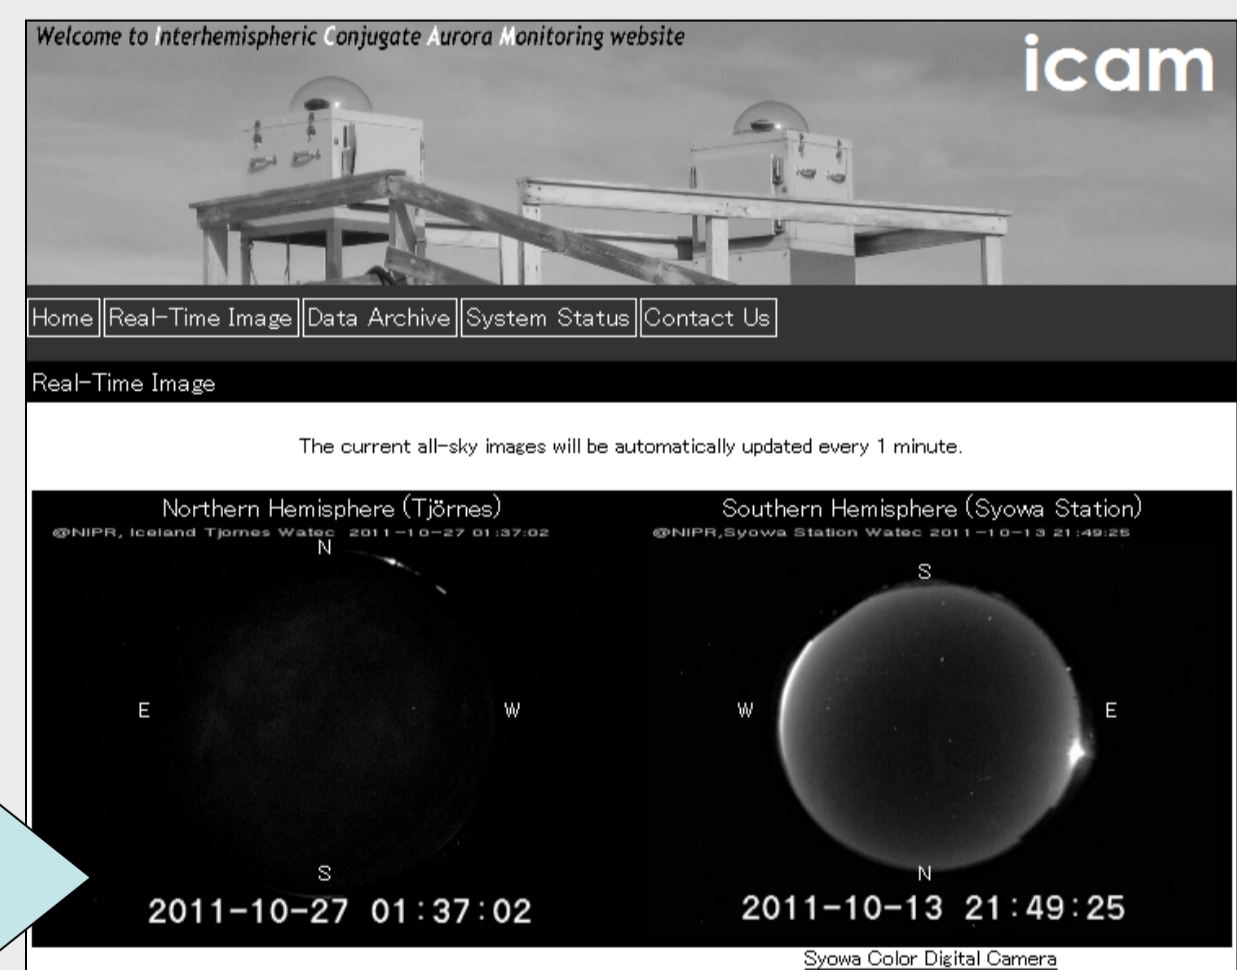 Welcome to Interhemispheric Conjugate Aurora Monitoring website
icam
Home Real-Time Image Data Archive System Status Contact Us
Real-Time Image
The current all-sky images will be automatically updated every 1 minute.
Northern Hemisphere (Tjörnes)
@NIPR, Iceland Tjornes Watec 2011-10-27 01:37:02
N
E
W
S
2011-10-27 01:37:02
Southern Hemisphere (Syowa Station)
@NIPR,Syowa Station Watec 2011-10-13 21:49:25
S
W
E
N
2011-10-13 21:49:25
Syowa Color Digital Camera